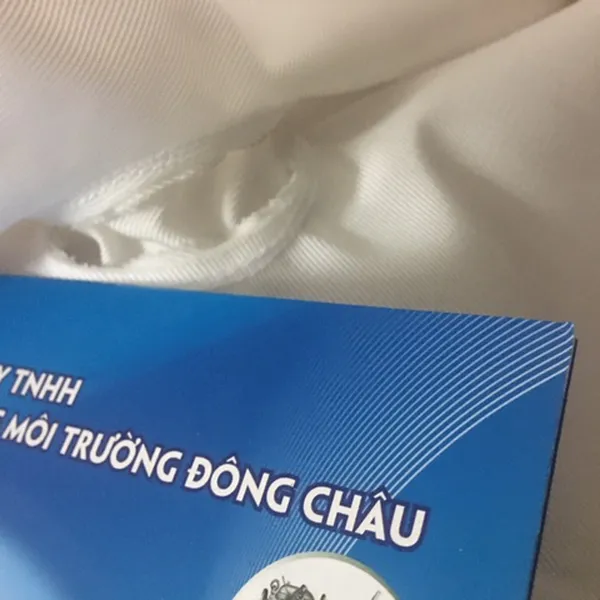 Y TNHH
MÔI TRƯỜNG ĐÔNG CHÂU